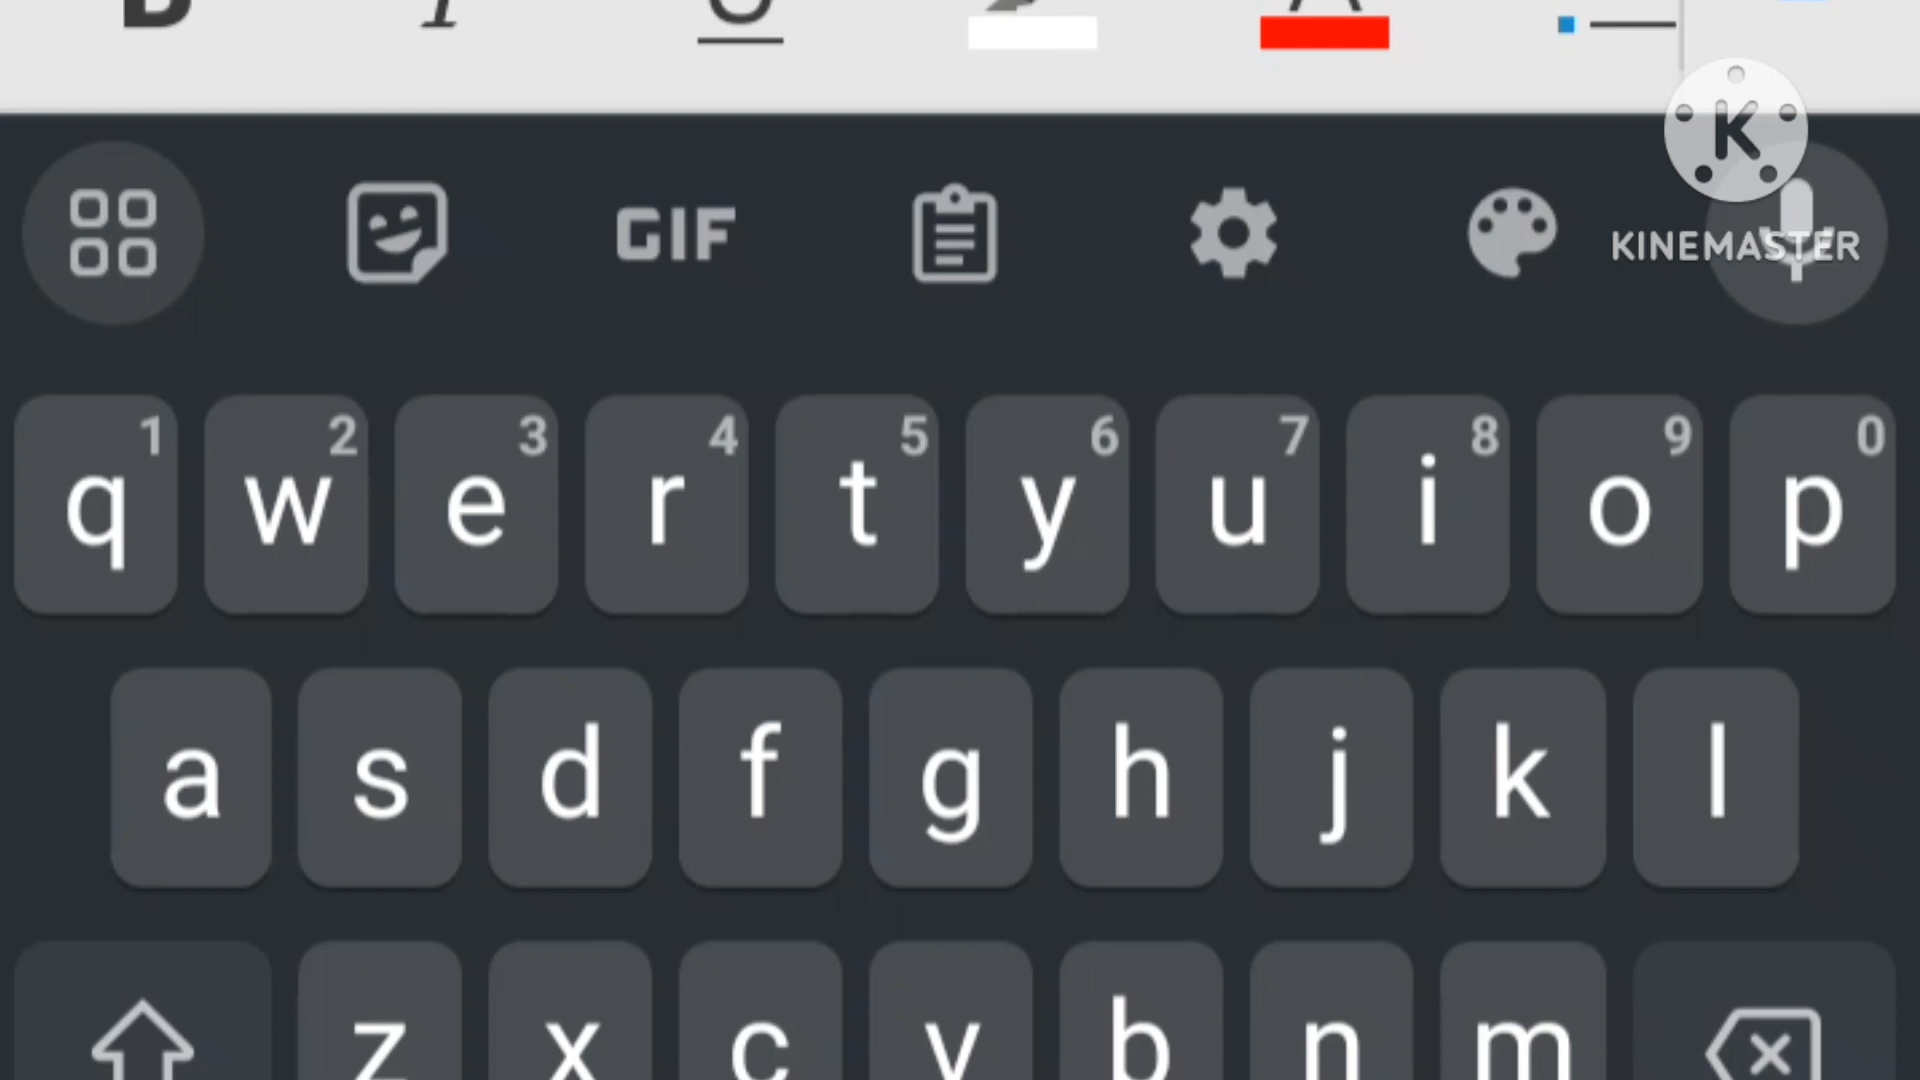 B I U A
K
GIF
KINEMASTER
1 2 3 4 5 6 7 8 9 0
q w e r t y u i o p
a s d f g h j k l
z x c v b n m